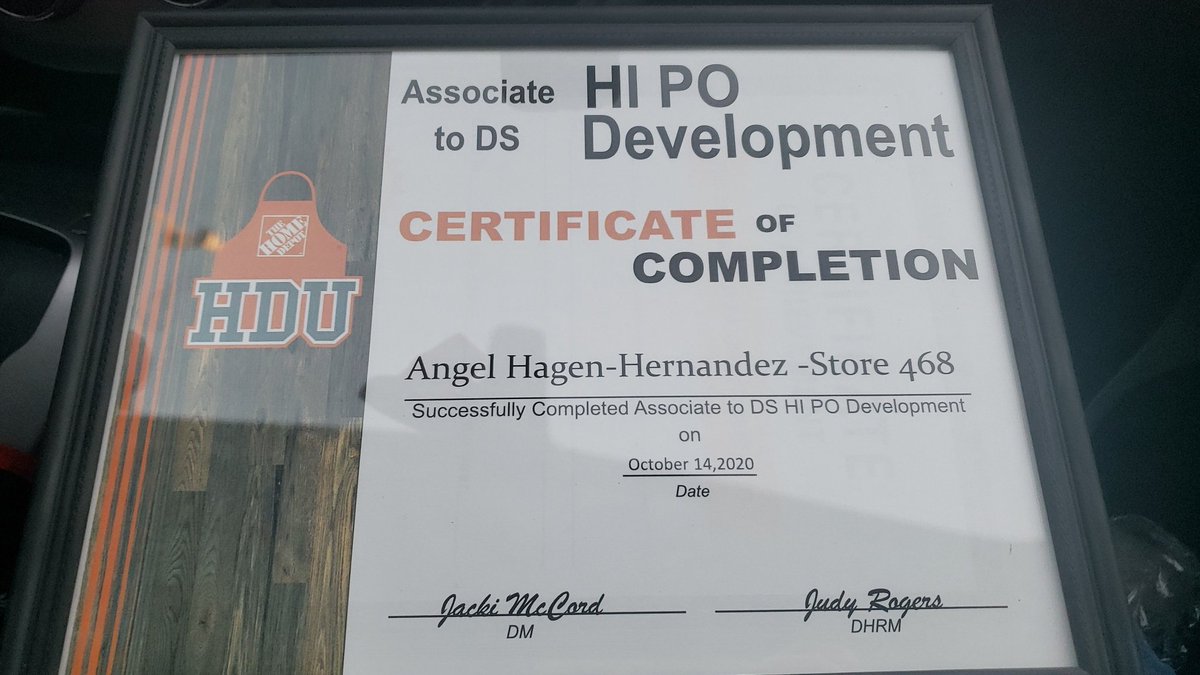 Associate
to DS
HI PO
Development
CERTIFICATE OF
COMPLETION
THE
HOME
DEPOT
HDU
Angel Hagen-Hernandez -Store 468
Successfully Completed Associate to DS HI PO Development
on
October 14,2020
Date
Jacki McCord
DM
Judy Rogers
DHRM